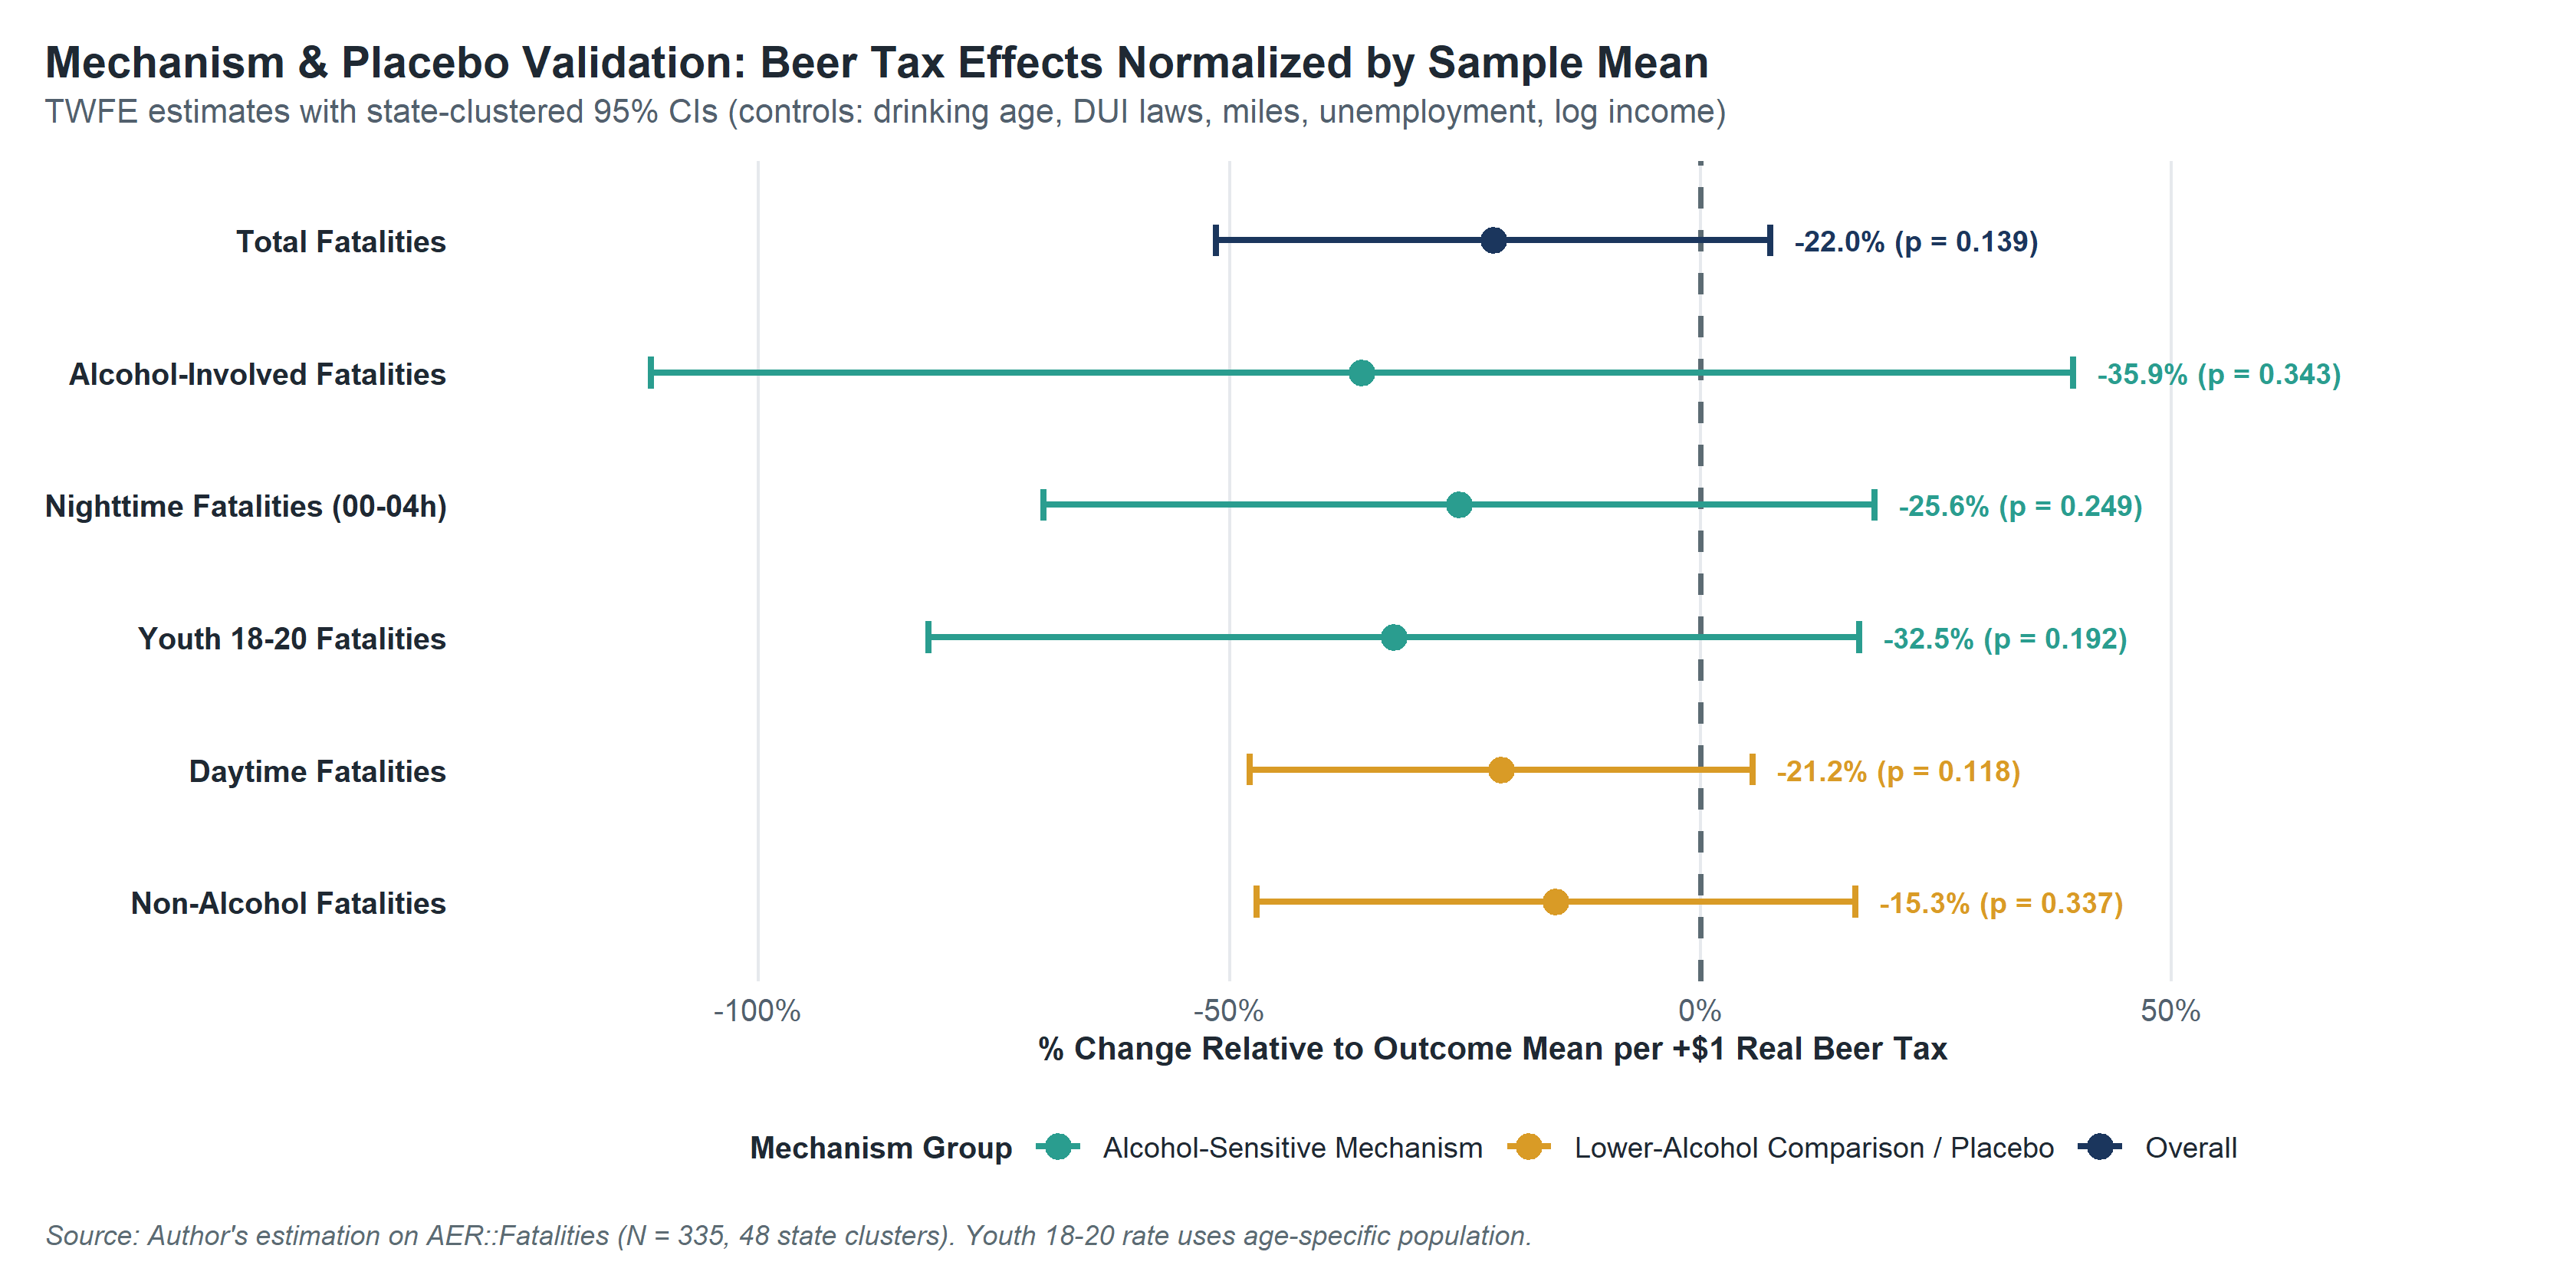 Mechanism & Placebo Validation: Beer Tax Effects Normalized by Sample Mean
TWFE estimates with state-clustered 95% CIs (controls: drinking age, DUI laws, miles, unemployment, log income)
Total Fatalities
-22.0% (p = 0.139)
Alcohol-Involved Fatalities
-35.9% (p = 0.343)
Nighttime Fatalities (00-04h)
-25.6% (p = 0.249)
Youth 18-20 Fatalities
-32.5% (p = 0.192)
Daytime Fatalities
-21.2% (p = 0.118)
Non-Alcohol Fatalities
-15.3% (p = 0.337)
-100% -50% 0% 50%
% Change Relative to Outcome Mean per +$1 Real Beer Tax
Mechanism Group Alcohol-Sensitive Mechanism Lower-Alcohol Comparison / Placebo Overall
Source: Author's estimation on AER::Fatalities (N = 335, 48 state clusters). Youth 18-20 rate uses age-specific population.